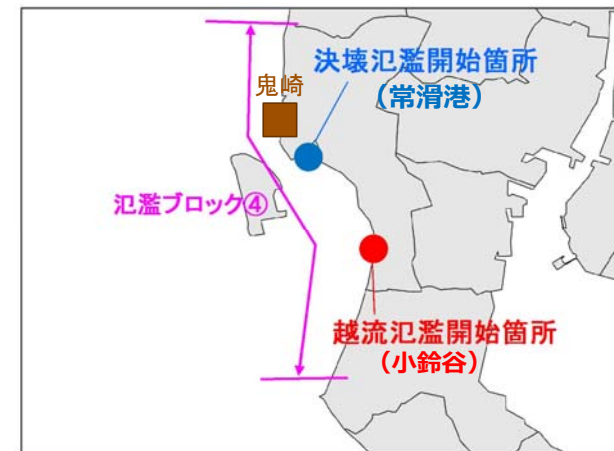 決壊氾濫開始箇所
（常滑港）
鬼崎
氾濫ブロック④
越流氾濫開始箇所
（小鈴谷）